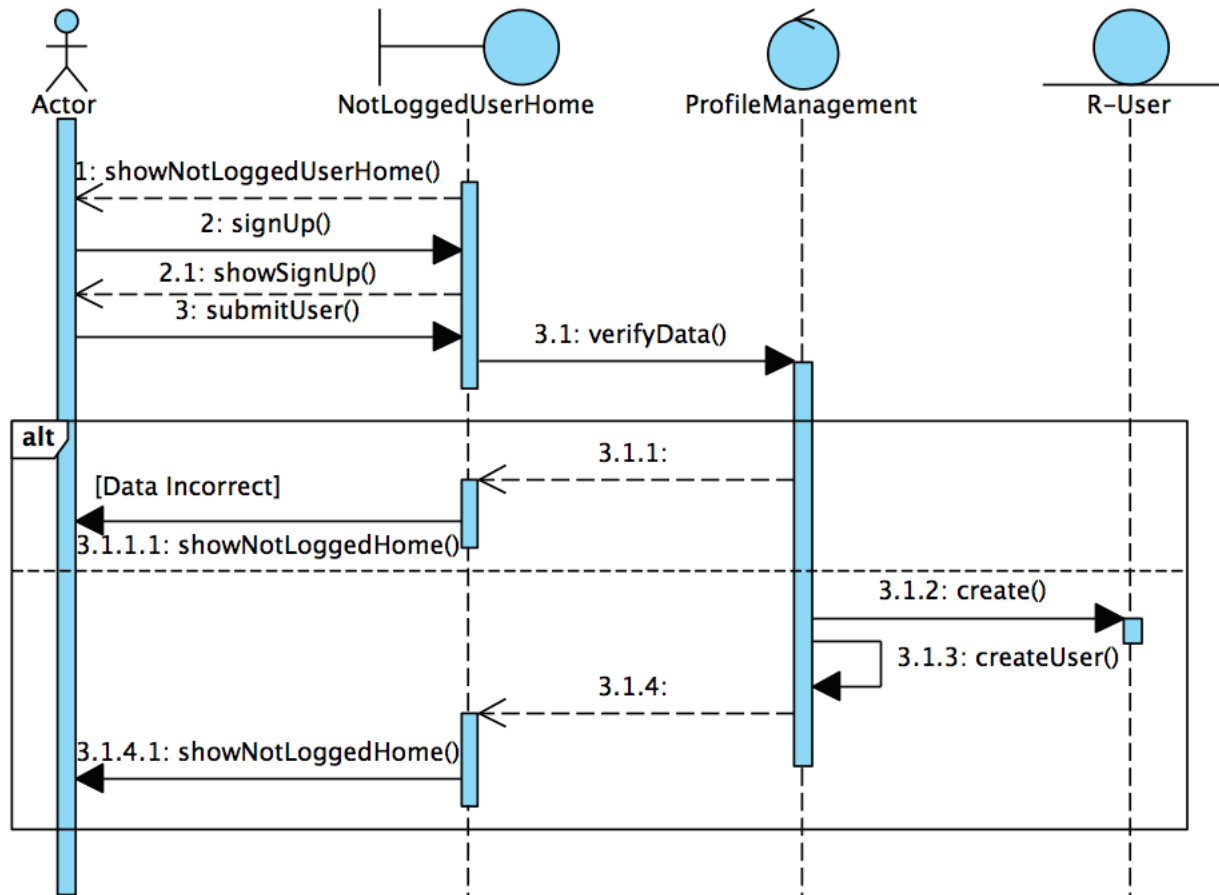 Actor
NotLoggedUserHome
ProfileManagement
R-User
1: showNotLoggedUserHome()
2: signUp()
2.1: showSignUp()
3: submitUser()
3.1: verifyData()
alt
3.1.1:
[Data Incorrect]
3.1.1.1: showNotLoggedHome()
3.1.2: create()
3.1.3: createUser()
3.1.4:
3.1.4.1: showNotLoggedHome()